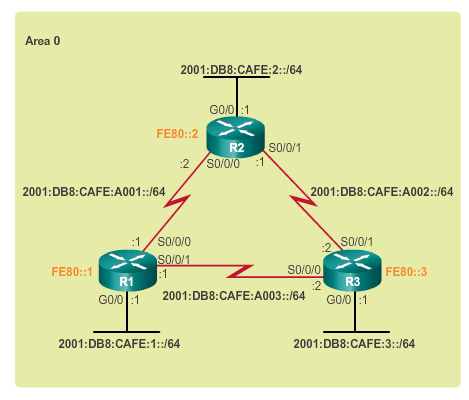 Area 0
2001:DB8:CAFE:2::/64
G0/0 :1
FE80::2
R2
:2 S0/0/0 :1 S0/0/1
2001:DB8:CAFE:A001::/64
2001:DB8:CAFE:A002::/64
:1 S0/0/0
:2 S0/0/1
S0/0/1
S0/0/0
FE80::1
R1
:1
:2
R3
FE80::3
2001:DB8:CAFE:A003::/64
G0/0 :1
G0/0 :1
2001:DB8:CAFE:1::/64
2001:DB8:CAFE:3::/64